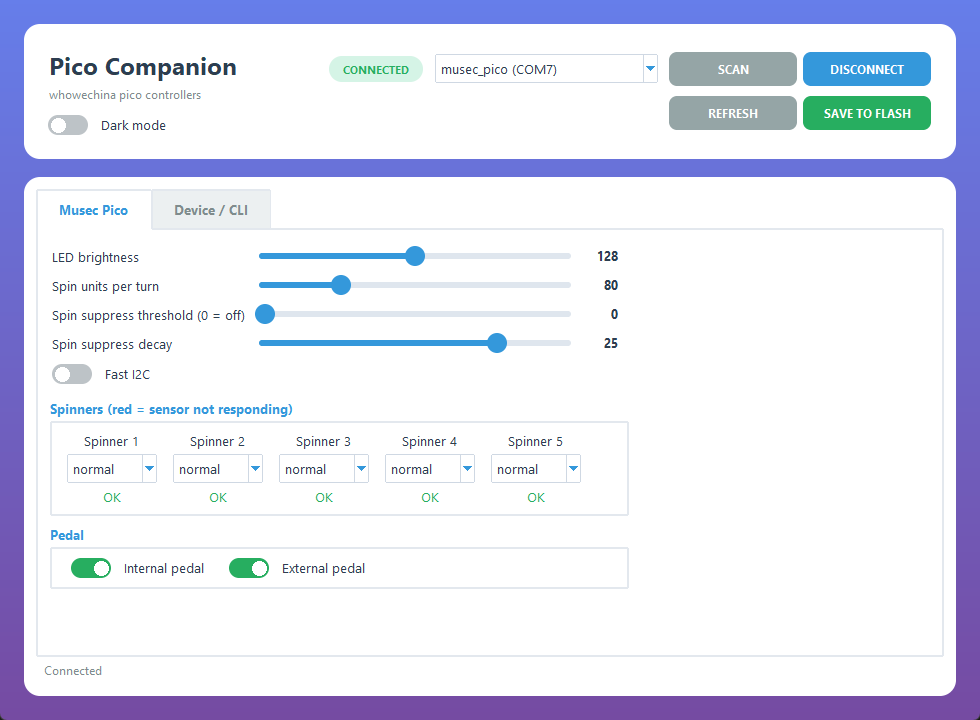 Pico Companion
whowechina pico controllers
Dark mode
CONNECTED
musec_pico (COM7)
SCAN
DISCONNECT
REFRESH
SAVE TO FLASH
Musec Pico
Device / CLI
LED brightness 128
Spin units per turn 80
Spin suppress threshold (0 = off) 0
Spin suppress decay 25
Fast I2C
Spinners (red = sensor not responding)
Spinner 1 Spinner 2 Spinner 3 Spinner 4 Spinner 5
normal normal normal normal normal
OK OK OK OK OK
Pedal
Internal pedal External pedal
Connected